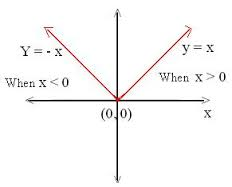 Y = - x
y = x
When x < 0
When x > 0
(0, 0)
x